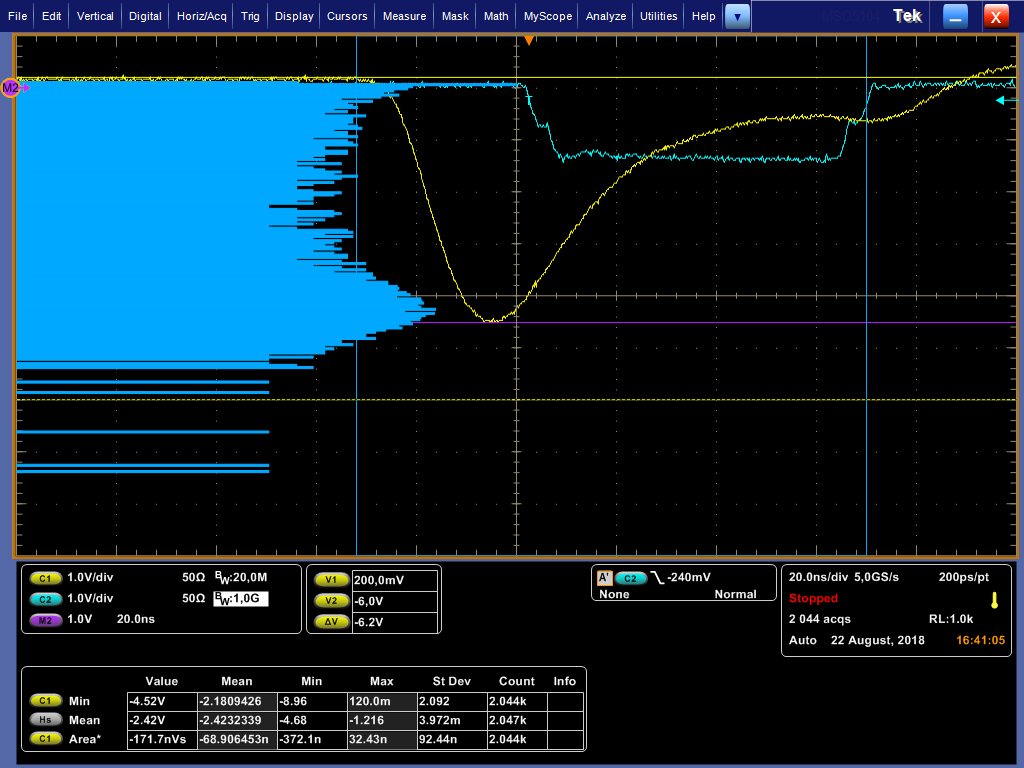 File Edit Vertical Digital Horiz/Acq Trig Display Cursors Measure Mask Math MyScope Analyze Utilities Help Tek X
M2
T
C1 1.0V/div 50Ω BW:20,0M
C2 1.0V/div 50Ω BW:1,0G
M2 1.0V 20.0ns
V1 200,0mV
V2 -6,0V
ΔV -6.2V
A' C2 -240mV
None Normal
20.0ns/div 5,0GS/s 200ps/pt
Stopped
2 044 acqs RL:1.0k
Auto 22 August, 2018 16:41:05
Value Mean Min Max St Dev Count Info
C1 Min -4.52V -2.1809426 -8.96 120.0m 2.092 2.044k
Hs Mean -2.42V -2.4232339 -4.68 -1.216 3.972m 2.047k
C1 Area* -171.7nVs -68.906453n -372.1n 32.43n 92.44n 2.044k